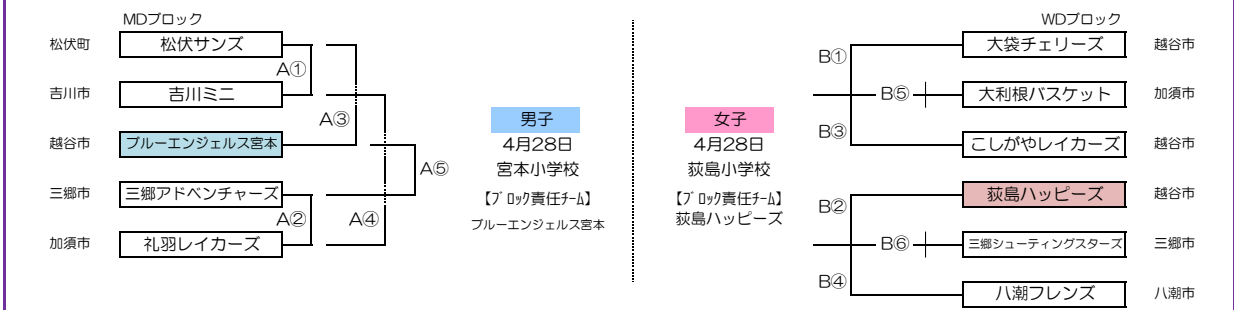 MDブロック
松伏町 松伏サンズ
A①
吉川市 吉川ミニ
A③
越谷市 ブルーエンジェルス宮本
A⑤
三郷市 三郷アドベンチャーズ
A② A④
加須市 礼羽レイカーズ
男子
4月28日
宮本小学校
【ブロック責任チーム】
ブルーエンジェルス宮本
女子
4月28日
荻島小学校
【ブロック責任チーム】
荻島ハッピーズ
WDブロック
大袋チェリーズ 越谷市
B①
B⑤ 大利根バスケット 加須市
B③
こしがやレイカーズ 越谷市
荻島ハッピーズ 越谷市
B②
B⑥ 三郷シューティングスターズ 三郷市
B④
八潮フレンズ 八潮市